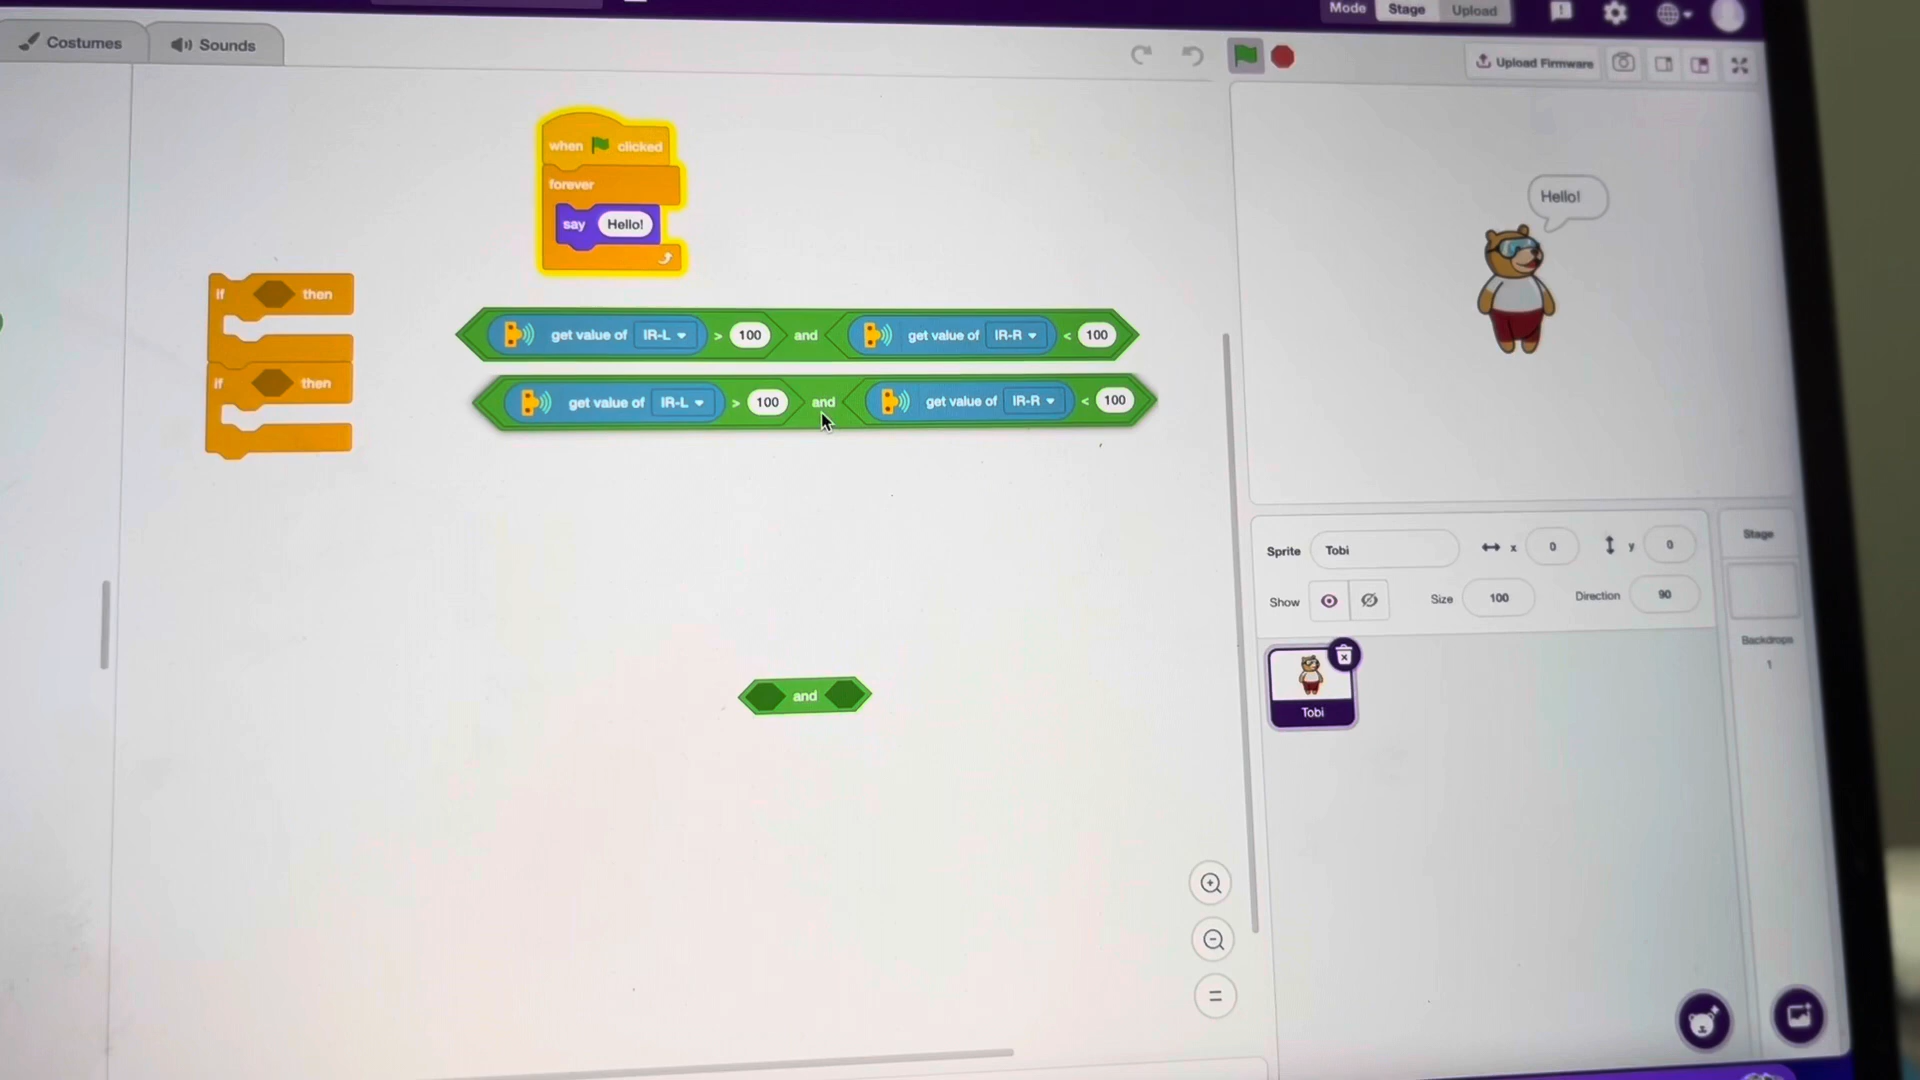 Mode Stage Upload
Costumes Sounds
Upload Firmware
when clicked
forever
say Hello!
Hello!
if then
if then
get value of IR-L > 100 and get value of IR-R < 100
get value of IR-L > 100 and get value of IR-R < 100
and
Sprite Tobi x 0 y 0
Show Size 100 Direction 90
Tobi
Stage
Backdrops
1